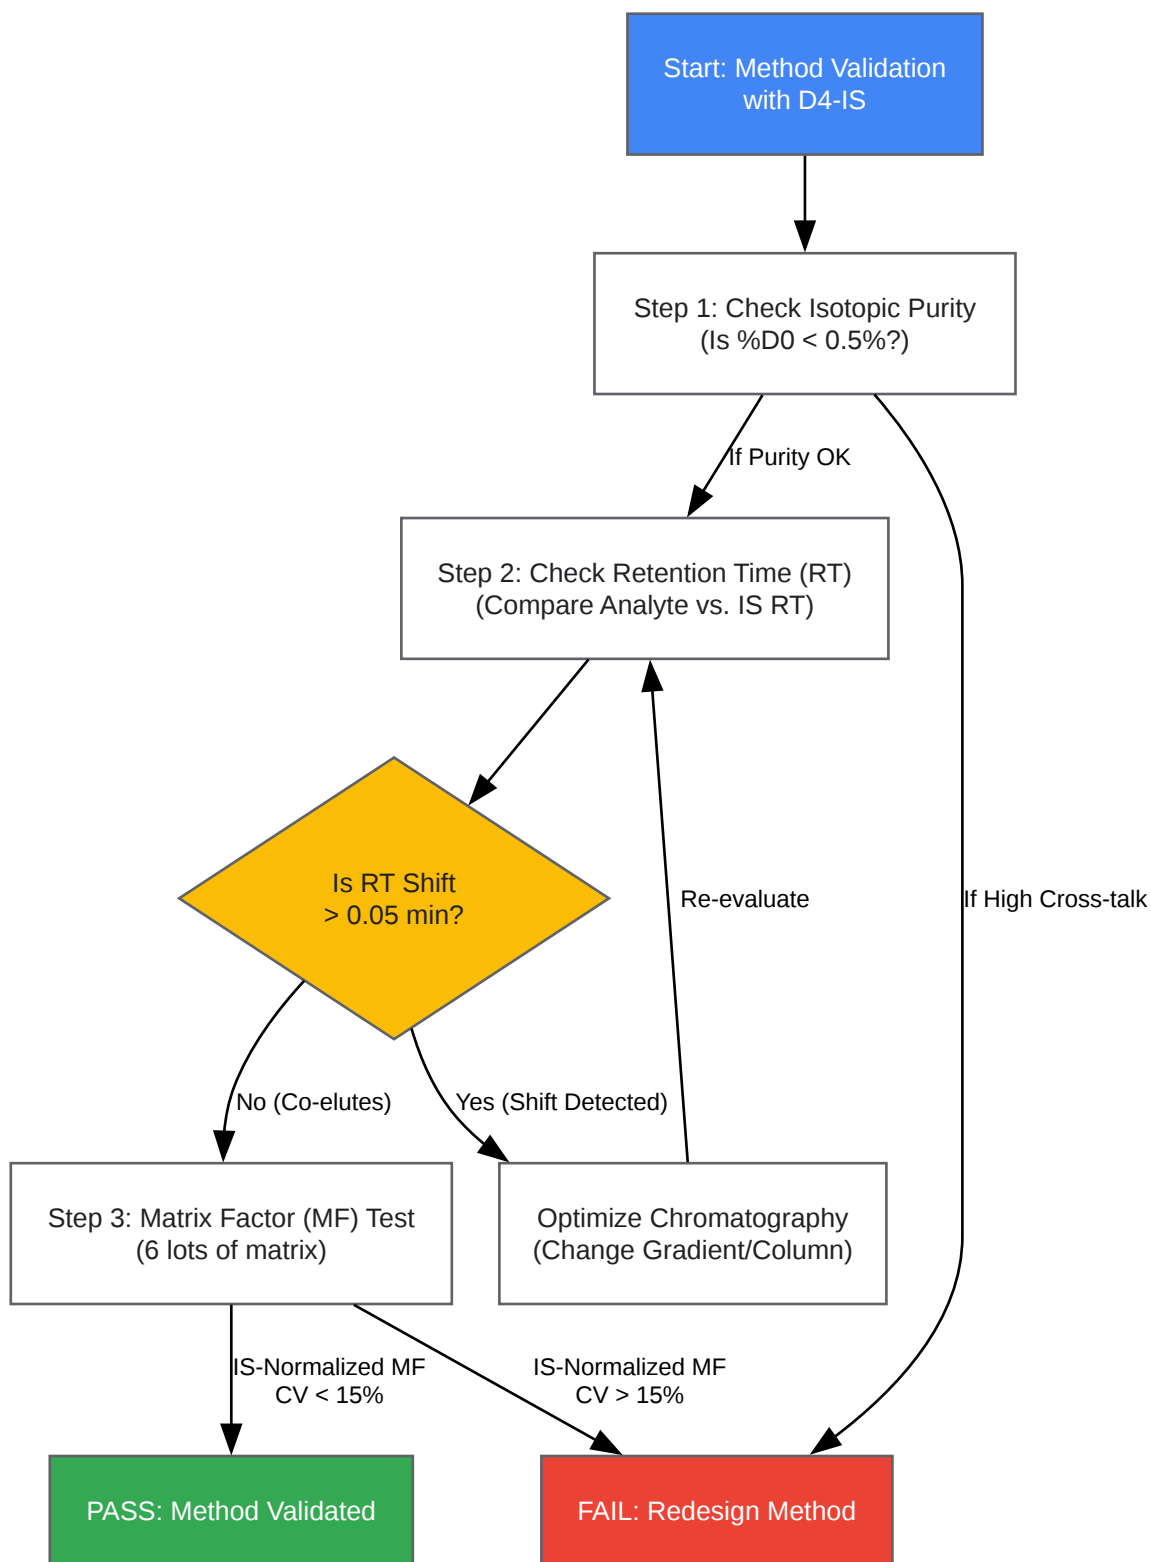 Start: Method Validation
with D4-IS
Step 1: Check Isotopic Purity
(Is %D0 < 0.5%?)
If Purity OK
Step 2: Check Retention Time (RT)
(Compare Analyte vs. IS RT)
Is RT Shift
> 0.05 min?
Re-evaluate
If High Cross-talk
No (Co-elutes)
Yes (Shift Detected)
Step 3: Matrix Factor (MF) Test
(6 lots of matrix)
Optimize Chromatography
(Change Gradient/Column)
IS-Normalized MF
CV < 15%
IS-Normalized MF
CV > 15%
PASS: Method Validated
FAIL: Redesign Method